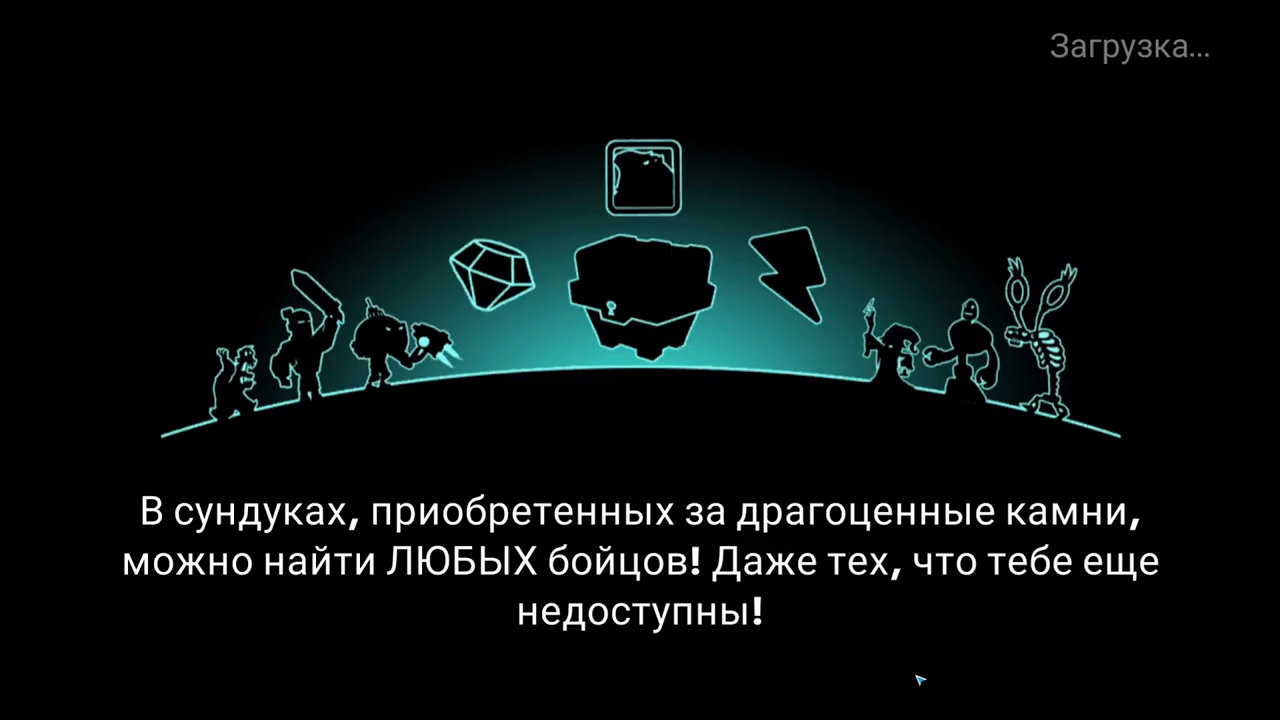 Загрузка...
В сундуках, приобретенных за драгоценные камни,
можно найти ЛЮБЫХ бойцов! Даже тех, что тебе еще
недоступны!